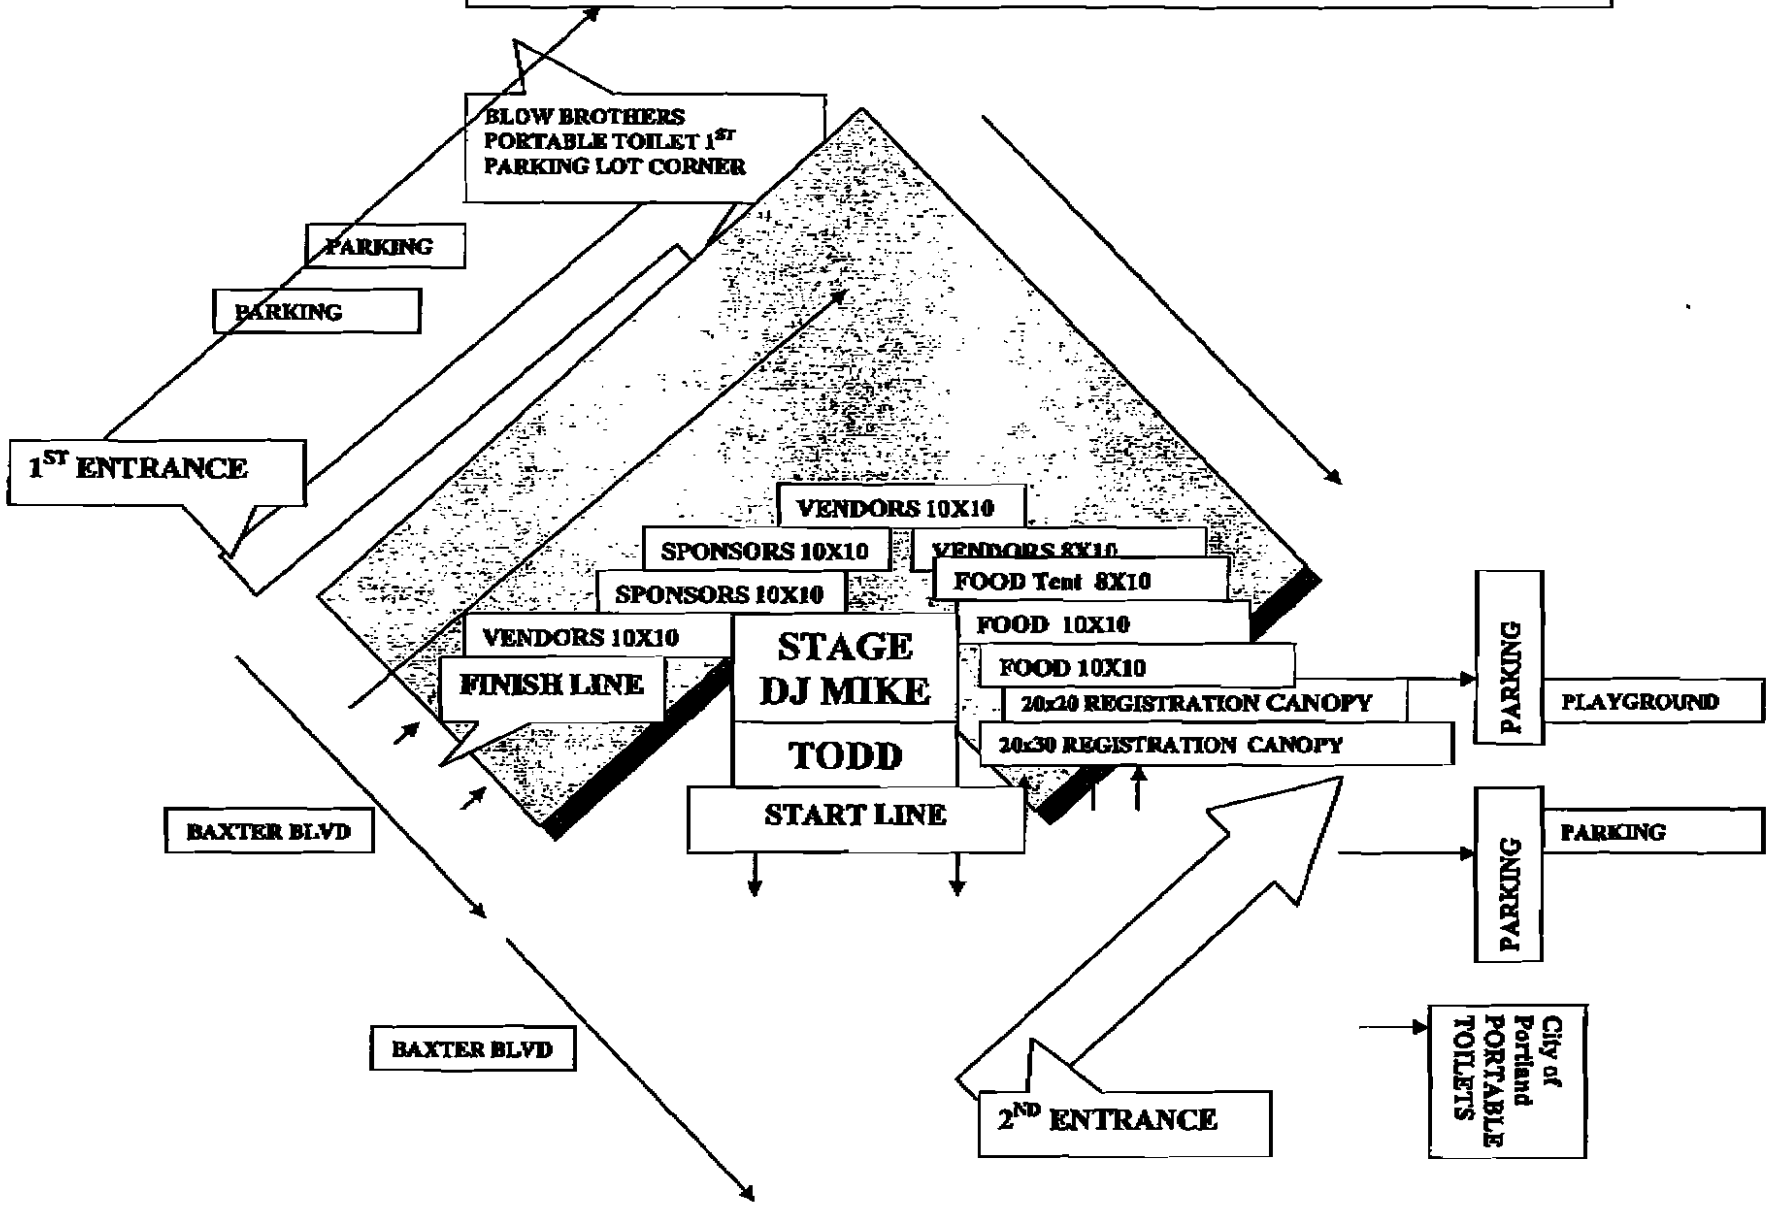 BLOW BROTHERS
PORTABLE TOILET 1ST
PARKING LOT CORNER
PARKING
PARKING
1ST ENTRANCE
VENDORS 10X10
SPONSORS 10X10
VENDORS 8X10
SPONSORS 10X10
FOOD Tent 8X10
VENDORS 10X10
STAGE
DJ MIKE
FOOD 10X10
FOOD 10X10
FINISH LINE
20x20 REGISTRATION CANOPY
20x30 REGISTRATION CANOPY
TODD
START LINE
PARKING
PLAYGROUND
PARKING
PARKING
BAXTER BLVD
BAXTER BLVD
2ND ENTRANCE
City of
Portland
PORTABLE
TOILETS